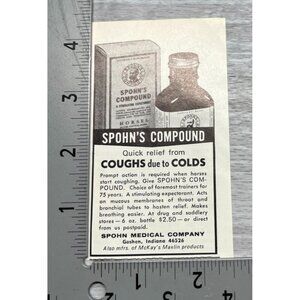 SPOHN'S
COMPOUND
A STIMULATING EXPECTORANT
HORSES
SPOHN'S COMPOUND
Quick relief from
COUGHS due to COLDS
Prompt action is required when horses
start coughing. Give SPOHN'S COM-
POUND. Choice of foremost trainers for
75 years. A stimulating expectorant. Acts
on mucous membranes of throat and
bronchial tubes to hasten relief. Makes
breathing easier. At drug and saddlery
stores — 6 oz. bottle $2.50 — or direct
from us postpaid.
SPOHN MEDICAL COMPANY
Goshen, Indiana 46526
Also mfrs. of McKay's Mavlin products
4
3
2
1
1
2
3